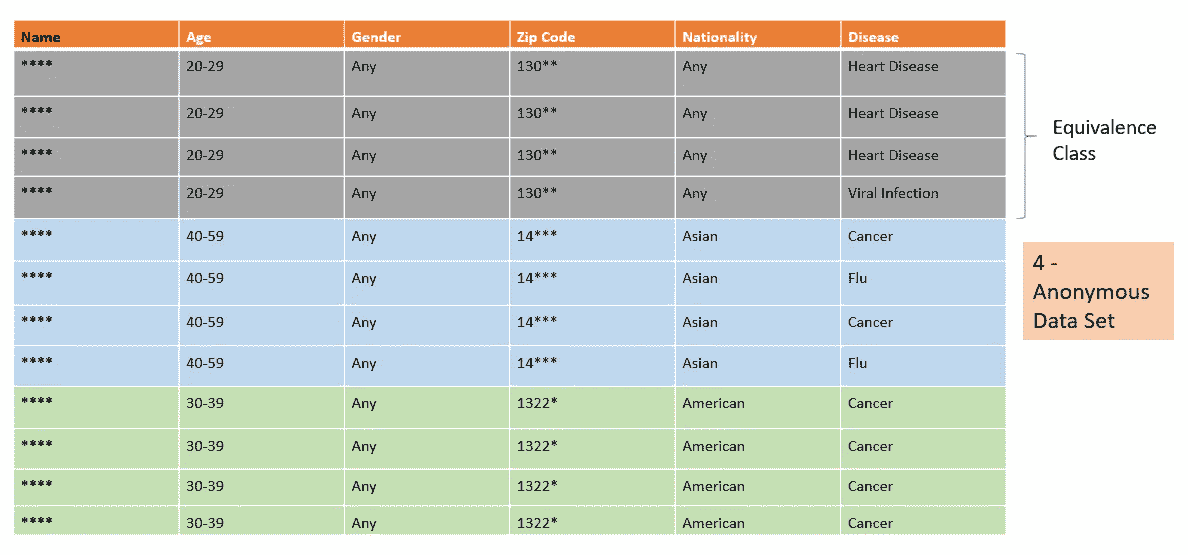 Name Age Gender Zip Code Nationality Disease
**** 20-29 Any 130** Any Heart Disease
**** 20-29 Any 130** Any Heart Disease
**** 20-29 Any 130** Any Heart Disease
**** 20-29 Any 130** Any Viral Infection
**** 40-59 Any 14*** Asian Cancer
**** 40-59 Any 14*** Asian Flu
**** 40-59 Any 14*** Asian Cancer
**** 40-59 Any 14*** Asian Flu
**** 30-39 Any 1322* American Cancer
**** 30-39 Any 1322* American Cancer
**** 30-39 Any 1322* American Cancer
**** 30-39 Any 1322* American Cancer
Equivalence
Class
4 -
Anonymous
Data Set